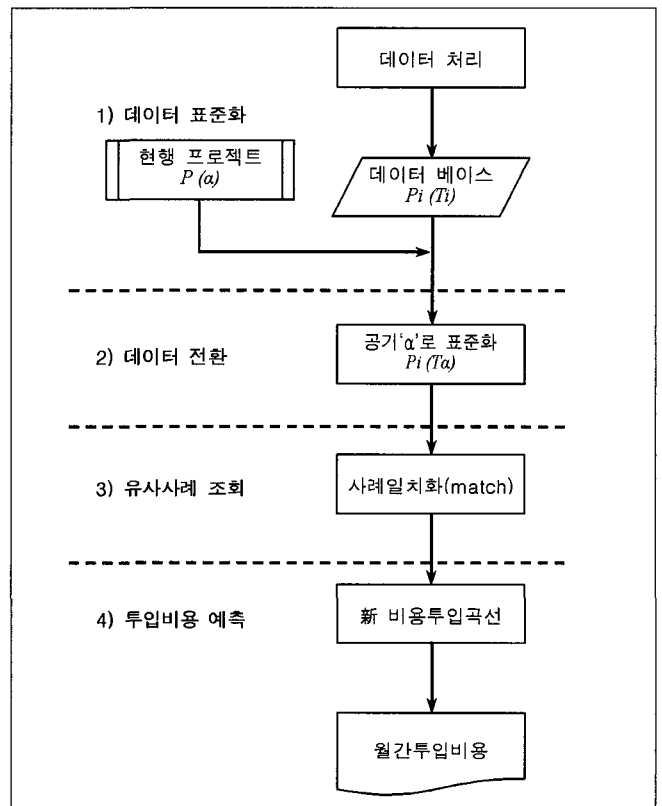 데이터 처리
1) 데이터 표준화
현행 프로젝트
P (α)
데이터 베이스
Pi (Ti)
2) 데이터 전환
공기‘α’로 표준화
Pi (Tα)
3) 유사사례 조회
사례일치화(match)
4) 투입비용 예측
新 비용투입곡선
월간투입비용